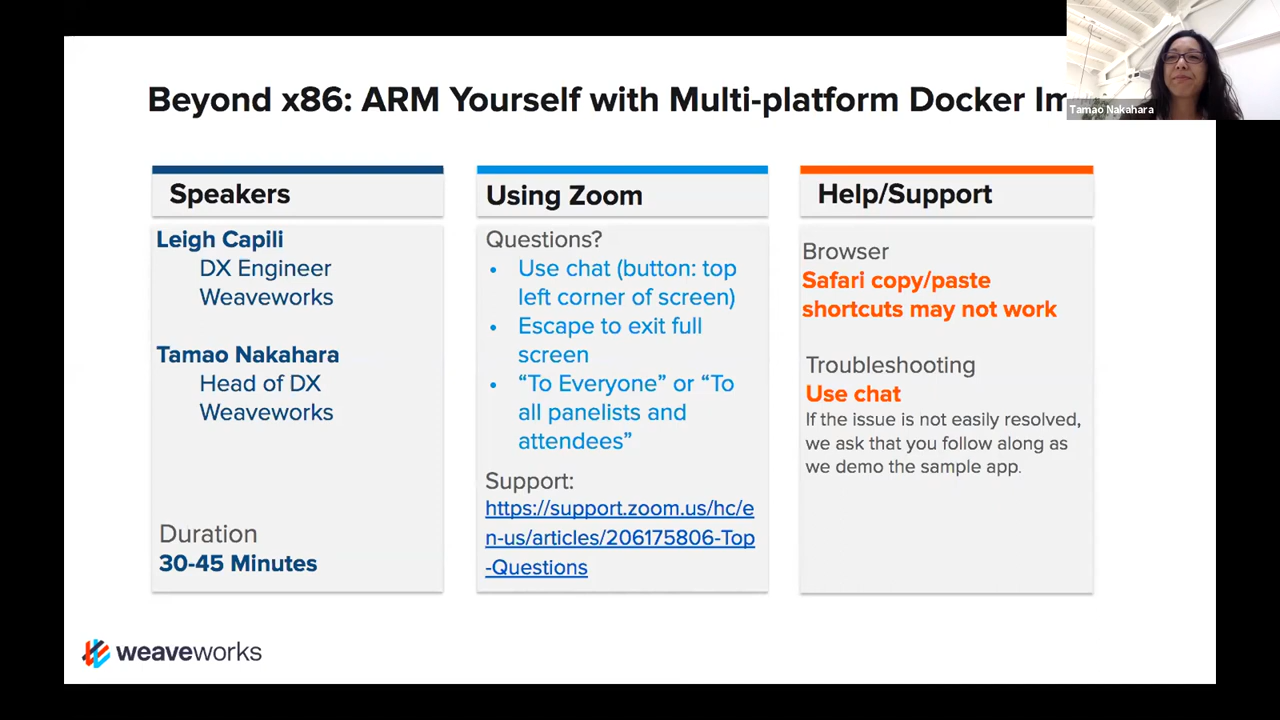 Beyond x86: ARM Yourself with Multi-platform Docker
Tamao Nakahara
Speakers
Leigh Capili
DX Engineer
Weaveworks
Tamao Nakahara
Head of DX
Weaveworks
Duration
30-45 Minutes
Using Zoom
Questions?
• Use chat (button: top
left corner of screen)
• Escape to exit full
screen
• “To Everyone” or “To
all panelists and
attendees”
Support:
https://support.zoom.us/hc/e
n-us/articles/206175806-Top
-Questions
Help/Support
Browser
Safari copy/paste
shortcuts may not work
Troubleshooting
Use chat
If the issue is not easily resolved,
we ask that you follow along as
we demo the sample app.
weaveworks